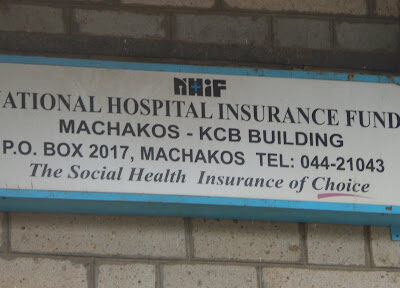 NHiF
NATIONAL HOSPITAL INSURANCE FUND
MACHAKOS - KCB BUILDING
P.O. BOX 2017, MACHAKOS TEL: 044-21043
The Social Health Insurance of Choice